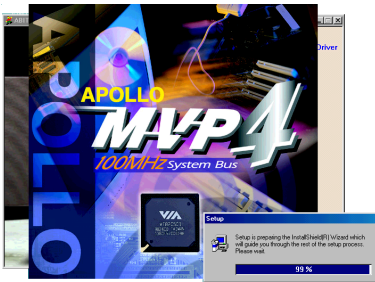 ABIT
Driver
APOLLO
APOLLO
MVP4
100MHz System Bus
VIA
Setup
Setup is preparing the InstallShield(R) Wizard which
will guide you through the rest of the setup process.
Please wait.
99 %